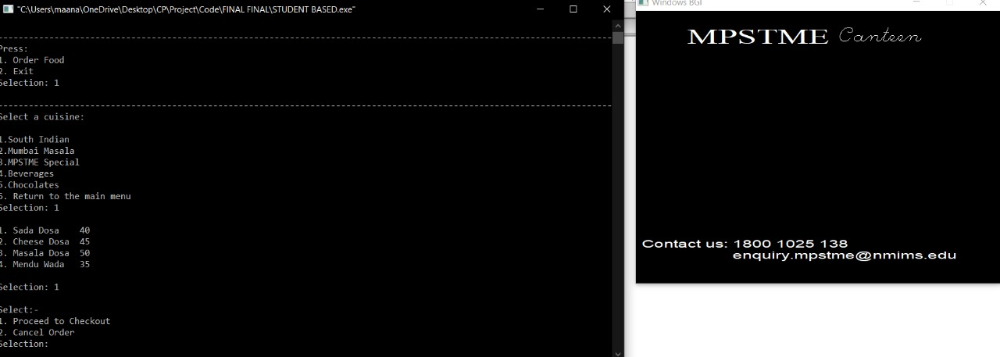 "C:\Users\maana\OneDrive\Desktop\CP\Project\Code\FINAL FINAL\STUDENT BASED.exe"
--------------------------------------------------------------------------------
Press:
1. Order Food
2. Exit
Selection: 1
--------------------------------------------------------------------------------
Select a cuisine:
1.South Indian
2.Mumbai Masala
3.MPSTME Special
4.Beverages
5.Chocolates
6. Return to the main menu
Selection: 1
1. Sada Dosa    40
2. Cheese Dosa  45
3. Masala Dosa  50
4. Mendu Wada   35
Selection: 1
Select:-
1. Proceed to Checkout
2. Cancel Order
Selection:
Windows BGI
MPSTME Canteen
Contact us: 1800 1025 138
enquiry.mpstme@nmims.edu